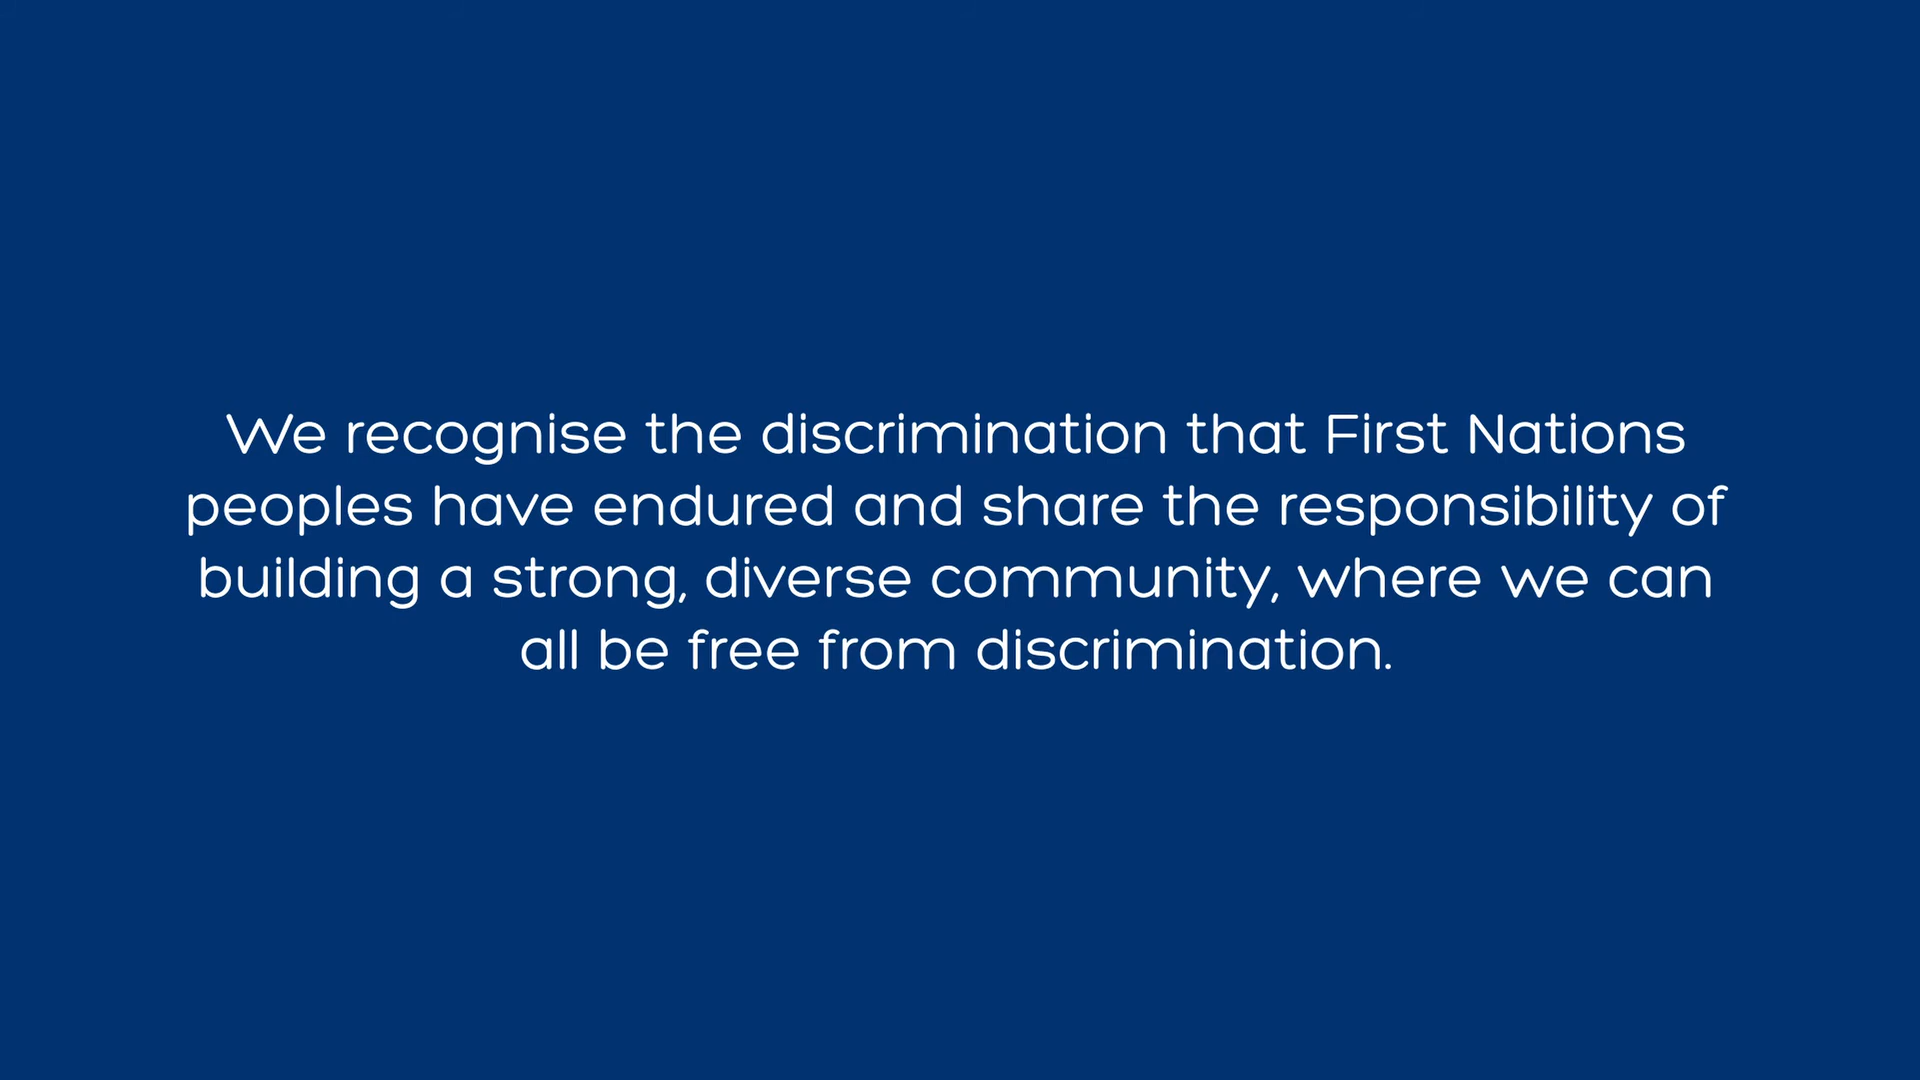 We recognise the discrimination that First Nations
peoples have endured and share the responsibility of
building a strong, diverse community, where we can
all be free from discrimination.